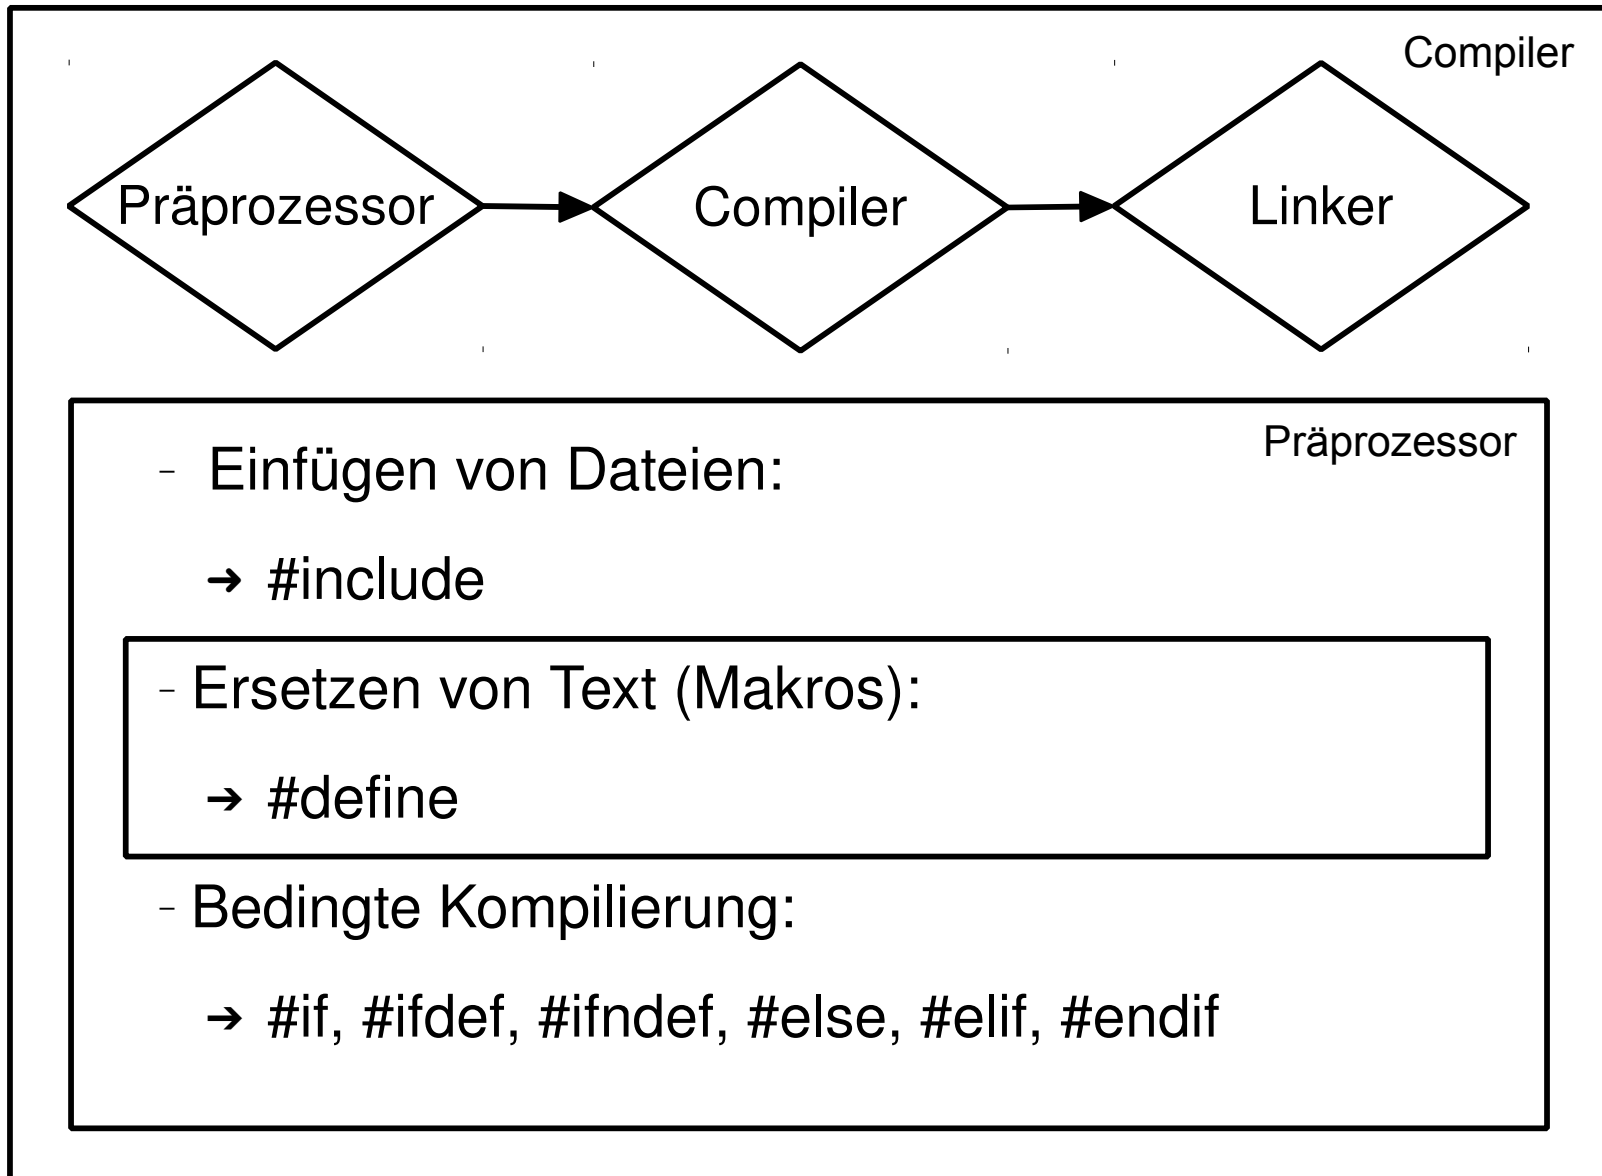 Compiler
Präprozessor
Compiler
Linker
Präprozessor
- Einfügen von Dateien:
➔ #include
- Ersetzen von Text (Makros):
➔ #define
- Bedingte Kompilierung:
➔ #if, #ifdef, #ifndef, #else, #elif, #endif